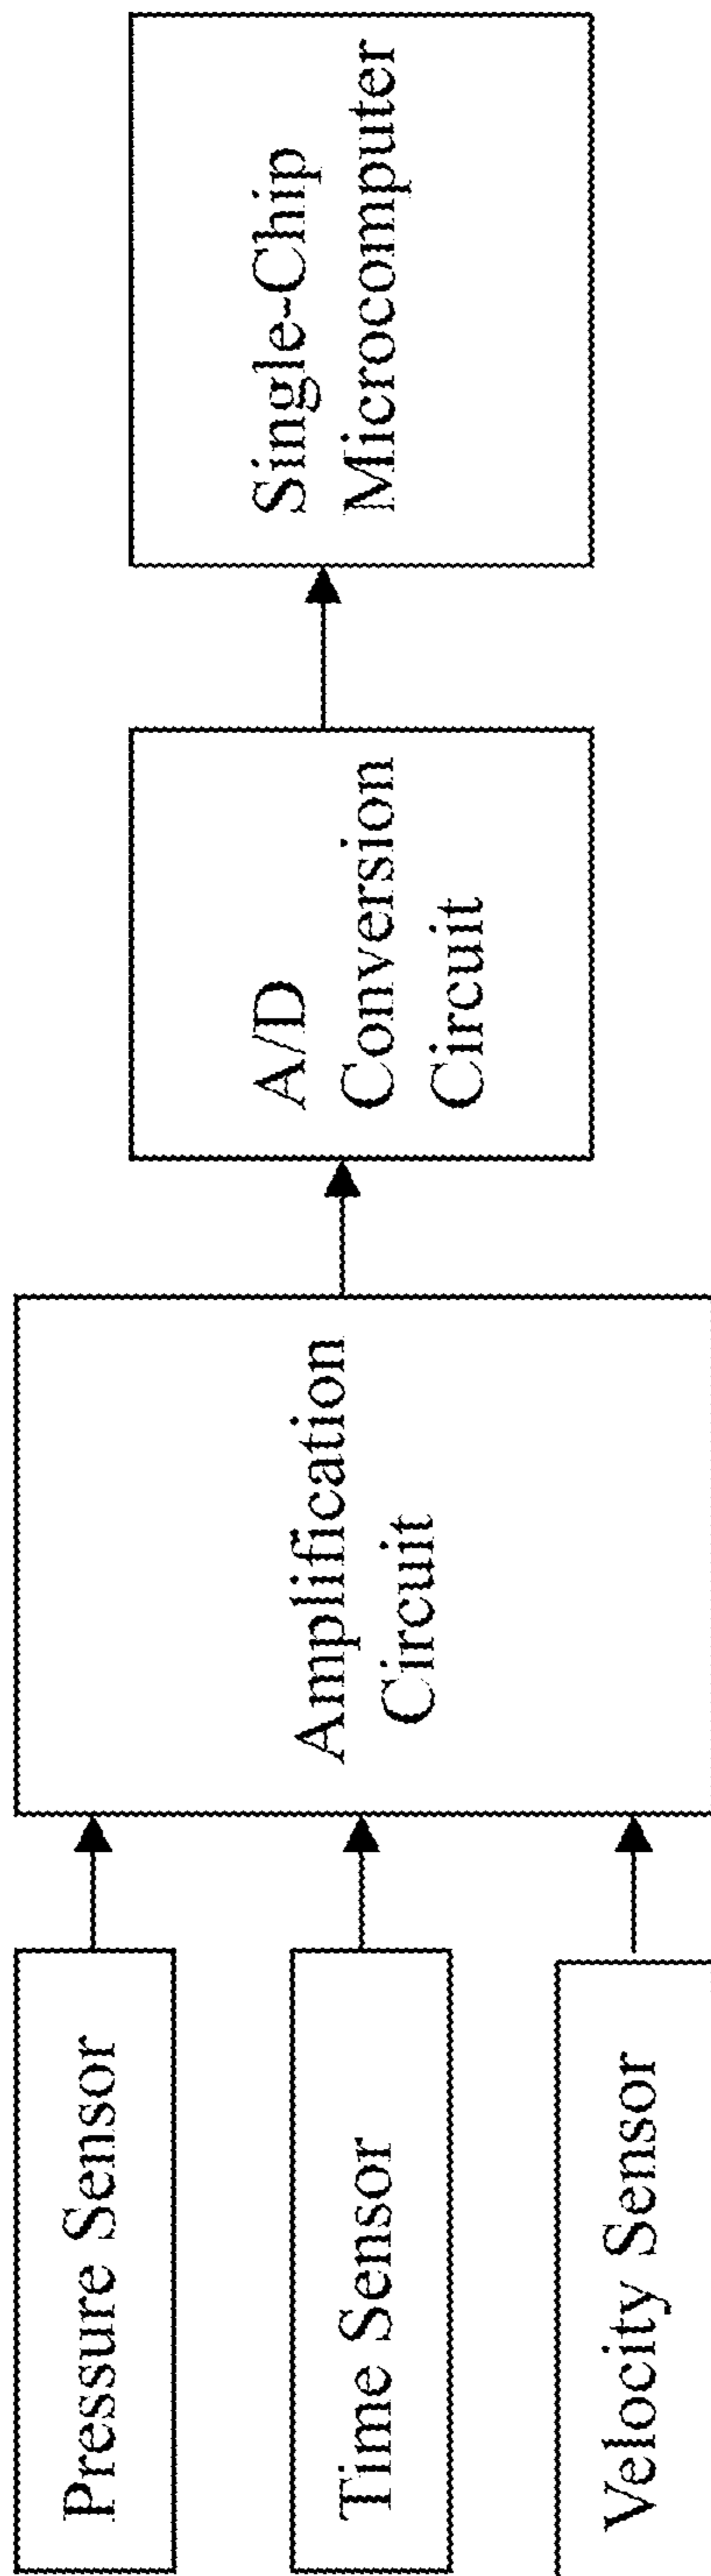 Pressure Sensor
Time Sensor
Velocity Sensor
Amplification
Circuit
A/D
Conversion
Circuit
Single-Chip
Microcomputer